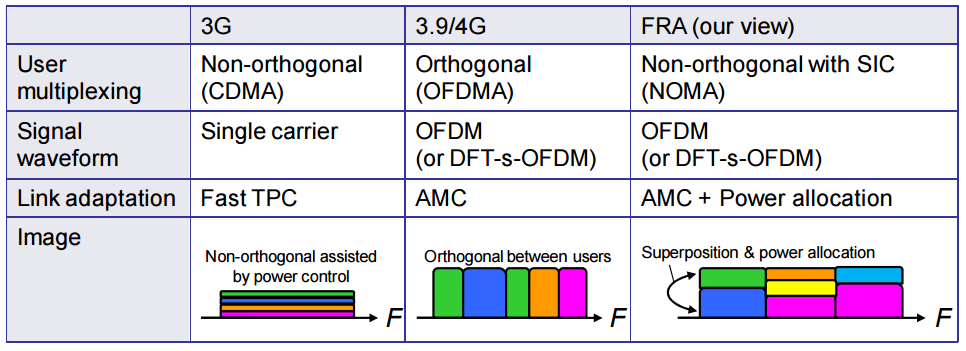 3G
3.9/4G
FRA (our view)
User
multiplexing
Non-orthogonal
(CDMA)
Orthogonal
(OFDMA)
Non-orthogonal with SIC
(NOMA)
Signal
waveform
Single carrier
OFDM
(or DFT-s-OFDM)
OFDM
(or DFT-s-OFDM)
Link adaptation
Fast TPC
AMC
AMC + Power allocation
Image
Non-orthogonal assisted
by power control
F
Orthogonal between users
F
Superposition & power allocation
F